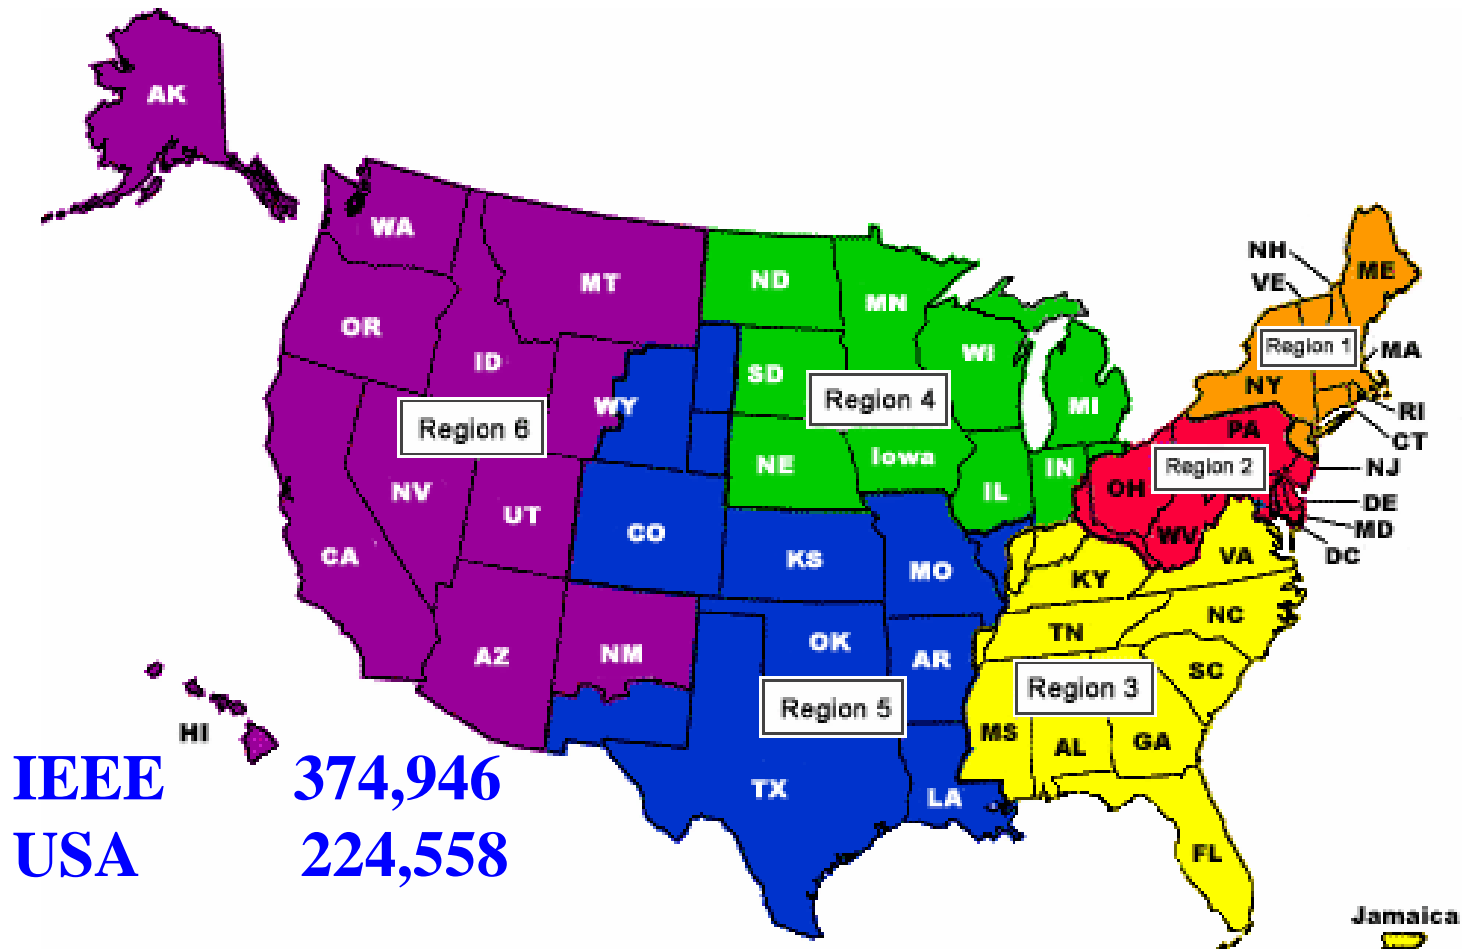 AK
WA
MT
ND
MN
NH
VE
ME
OR
ID
WY
SD
WI
MI
Region 1
MA
NY
RI
CT
Region 6
Region 4
NE
Iowa
IL
IN
PA
Region 2
OH
NJ
DE
MD
DC
WV
VA
NV
UT
CO
KS
MO
KY
CA
AZ
NM
OK
AR
TN
NC
SC
Region 5
Region 3
MS
AL
GA
TX
LA
FL
HI
IEEE 374,946
USA 224,558
Jamaica